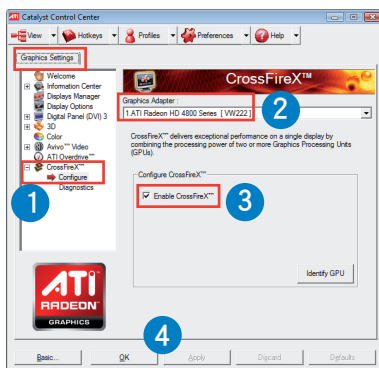 Catalyst Control Center
View Hotkeys Profiles Preferences Help
Graphics Settings
Welcome
Information Center
Displays Manager
Display Options
Digital Panel (DVI) 3
3D
Color
Avivo™ Video
ATI Overdrive™
CrossFireX™
Configure
Diagnostics
1
CrossFireX™
Graphics Adapter :
1.ATI Radeon HD 4800 Series [ VW222 ]
2
CrossFireX™ delivers exceptional performance on a single display by
combining the processing power of two or more Graphics Processing Units
(GPUs).
Configure CrossFireX™
Enable CrossFireX™
3
Identify GPU
ATI
RADEON
GRAPHICS
4
Basic... OK Apply Discard Defaults